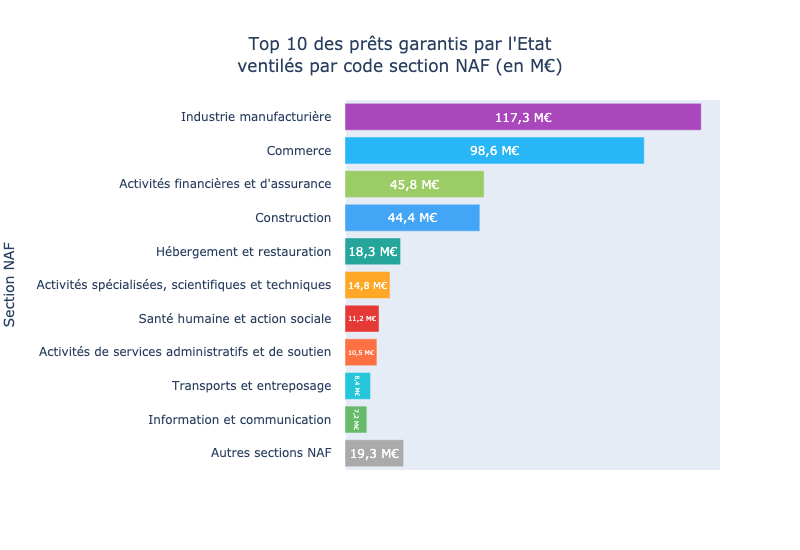 Top 10 des prêts garantis par l'Etat
ventilés par code section NAF (en M€)
Section NAF
Industrie manufacturière 117,3 M€
Commerce 98,6 M€
Activités financières et d'assurance 45,8 M€
Construction 44,4 M€
Hébergement et restauration 18,3 M€
Activités spécialisées, scientifiques et techniques 14,8 M€
Santé humaine et action sociale 11,2 M€
Activités de services administratifs et de soutien 10,5 M€
Transports et entreposage 8,4 M€
Information et communication 7,2 M€
Autres sections NAF 19,3 M€